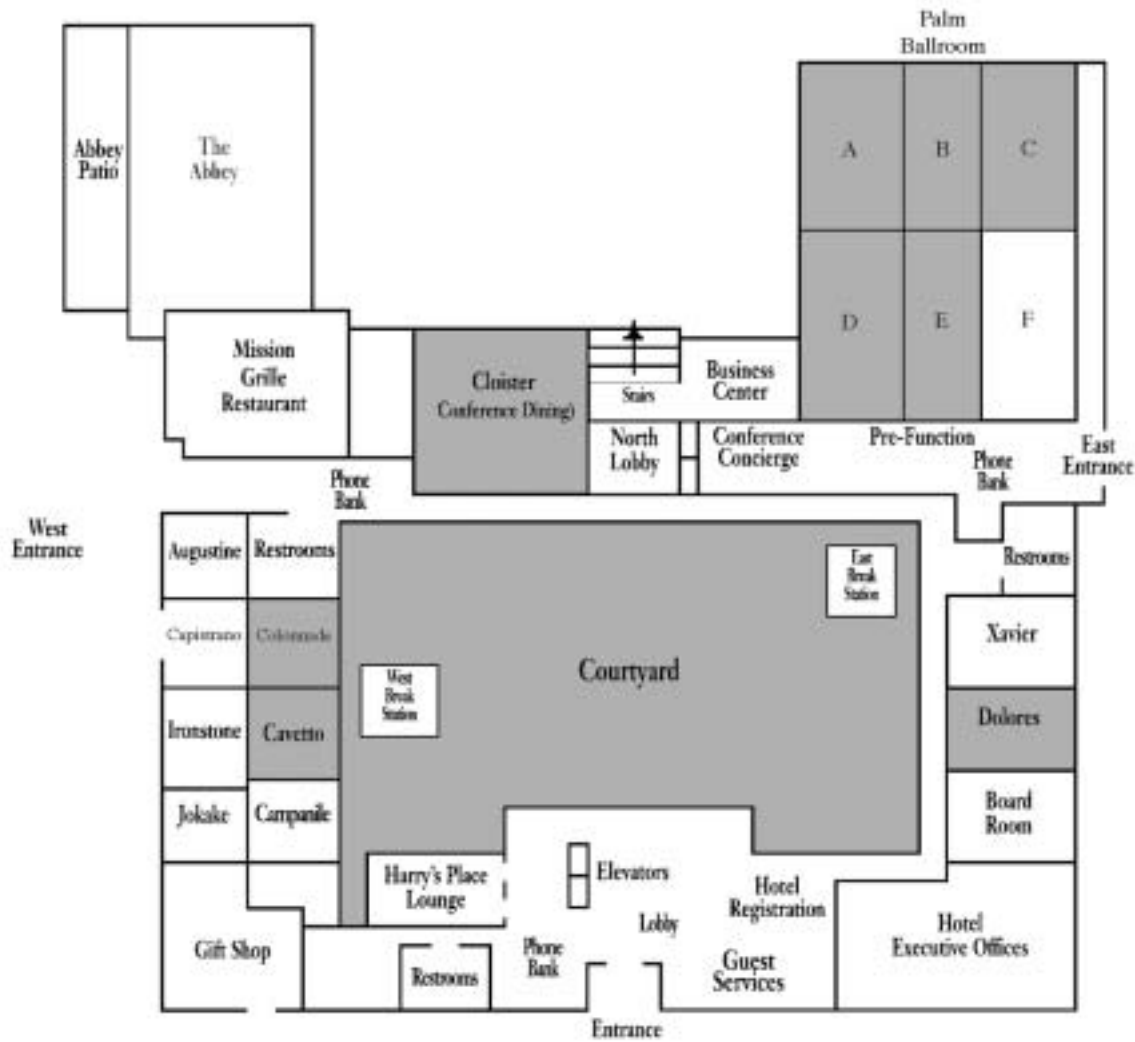 Palm
Ballroom
Abbey
Patio
The
Abbey
A
B
C
D
E
F
Mission
Grille
Restaurant
Cloister
Conference Dining)
Stairs
Business
Center
North
Lobby
Conference
Concierge
Pre-Function
Phone
Bank
East
Entrance
Phone
Bank
West
Entrance
Augustine
Restrooms
East
Break
Station
Restrooms
Capistrano
Colonnade
Xavier
West
Break
Station
Courtyard
Ironstone
Cavetto
Dolores
Jokake
Campanile
Board
Room
Harry's Place
Lounge
Elevators
Hotel
Registration
Lobby
Gift Shop
Phone
Bank
Restrooms
Guest
Services
Hotel
Executive Offices
Entrance